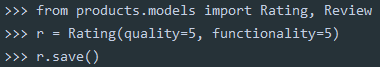 >>> from products.models import Rating, Review
>>> r = Rating(quality=5, functionality=5)
>>> r.save()